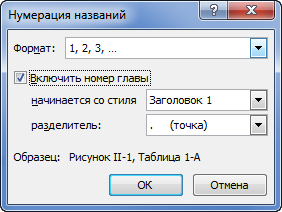 Нумерация названий
Формат: 1, 2, 3, ...
Включить номер главы
начинается со стиля Заголовок 1
разделитель: . (точка)
Образец: Рисунок II-1, Таблица 1-A
ОК Отмена